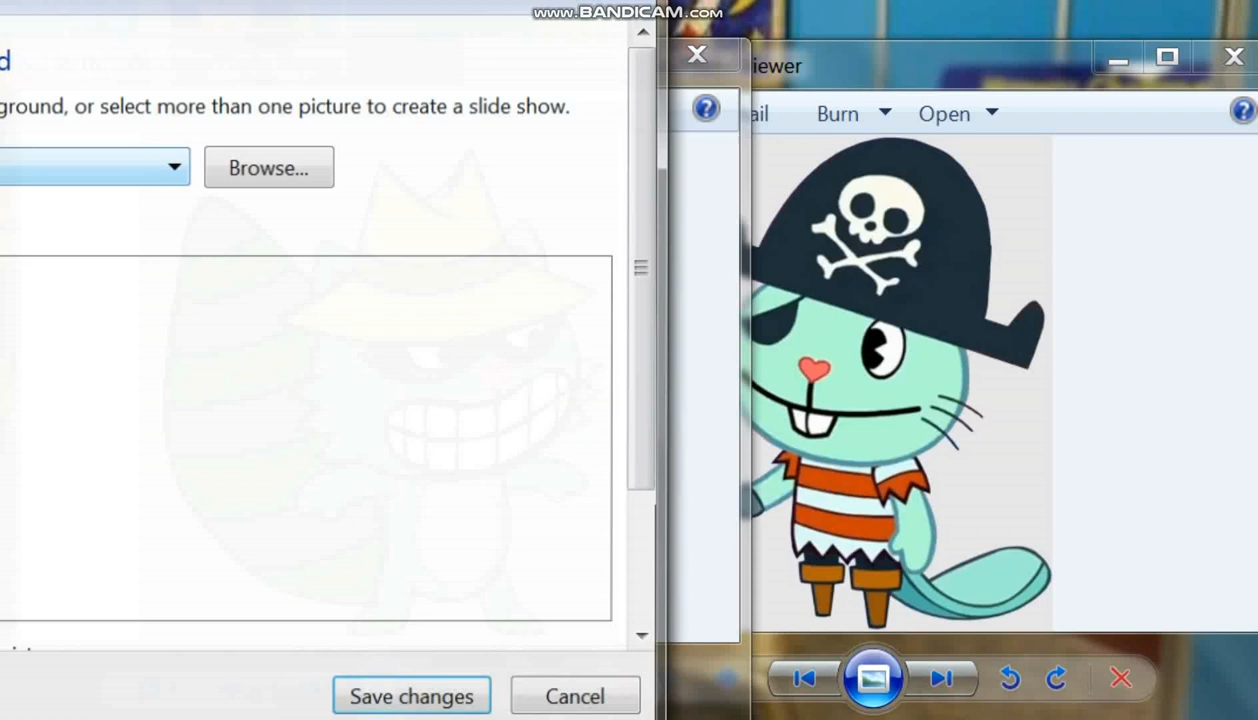 www.BANDICAM.com
d
iewer
ground, or select more than one picture to create a slide show.
ail Burn Open
Browse...
Save changes Cancel